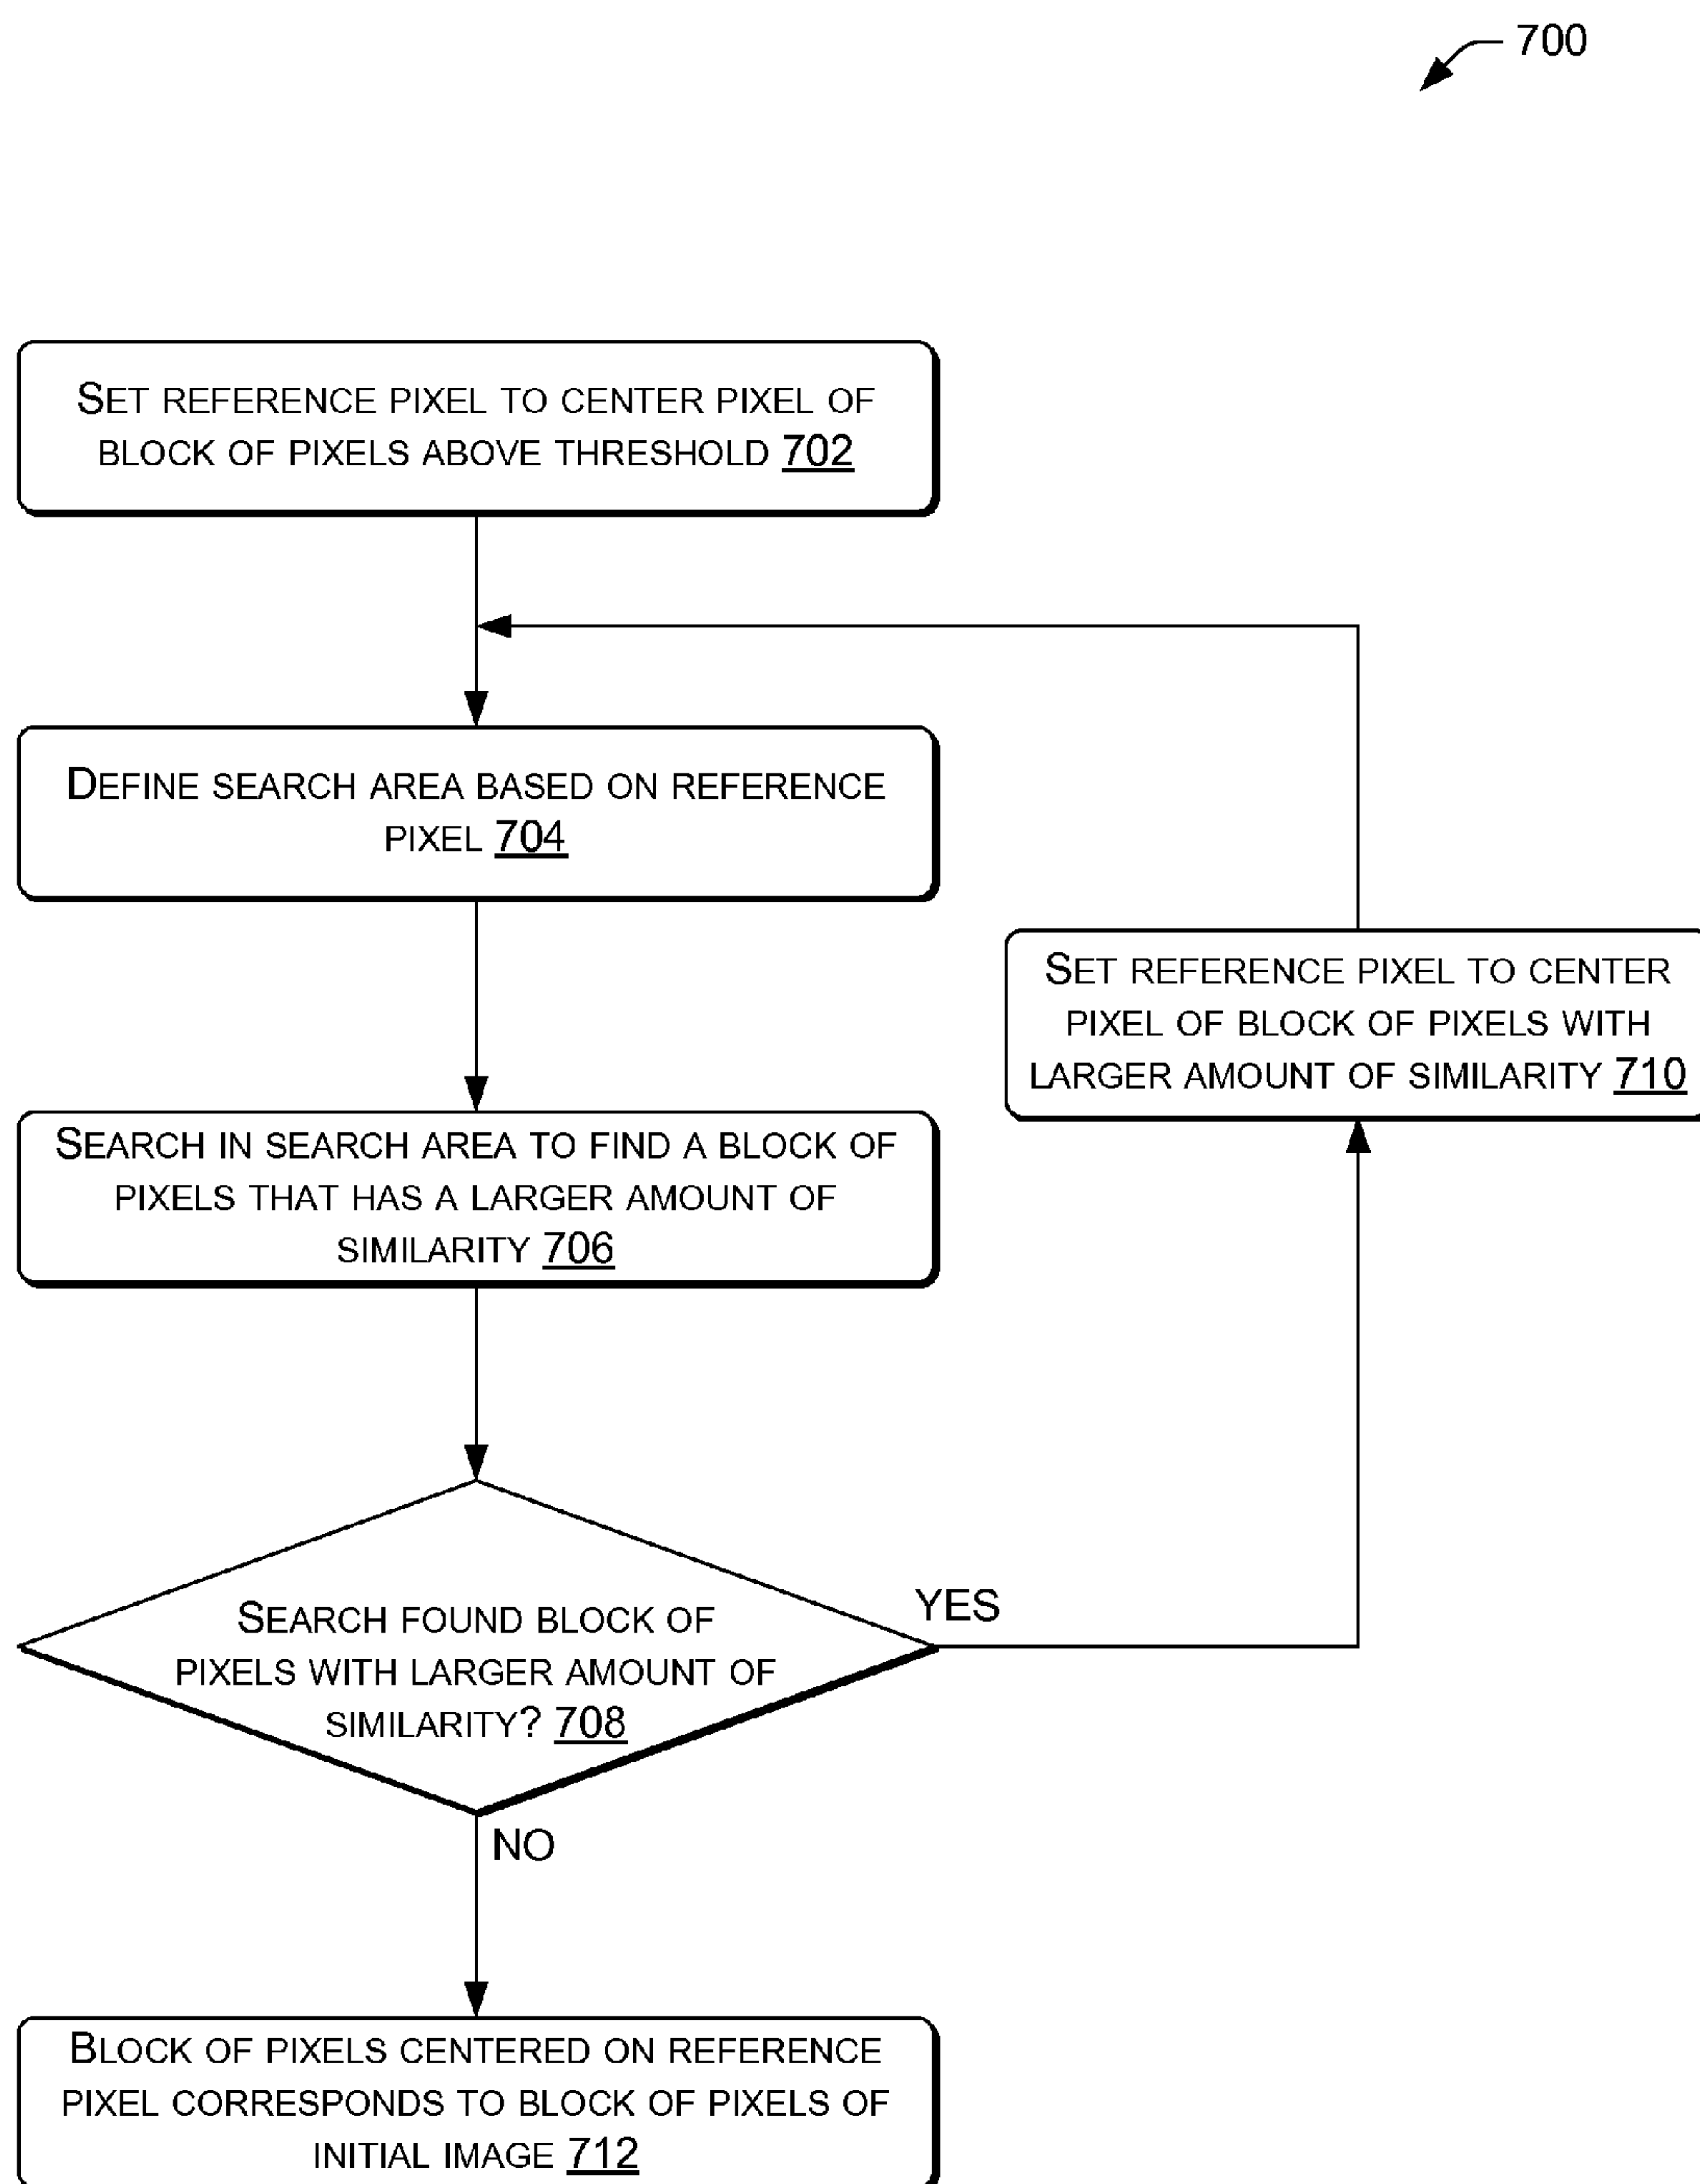 700
SET REFERENCE PIXEL TO CENTER PIXEL OF
BLOCK OF PIXELS ABOVE THRESHOLD 702
DEFINE SEARCH AREA BASED ON REFERENCE
PIXEL 704
SET REFERENCE PIXEL TO CENTER
PIXEL OF BLOCK OF PIXELS WITH
LARGER AMOUNT OF SIMILARITY 710
SEARCH IN SEARCH AREA TO FIND A BLOCK OF
PIXELS THAT HAS A LARGER AMOUNT OF
SIMILARITY 706
YES
SEARCH FOUND BLOCK OF
PIXELS WITH LARGER AMOUNT OF
SIMILARITY? 708
NO
BLOCK OF PIXELS CENTERED ON REFERENCE
PIXEL CORRESPONDS TO BLOCK OF PIXELS OF
INITIAL IMAGE 712